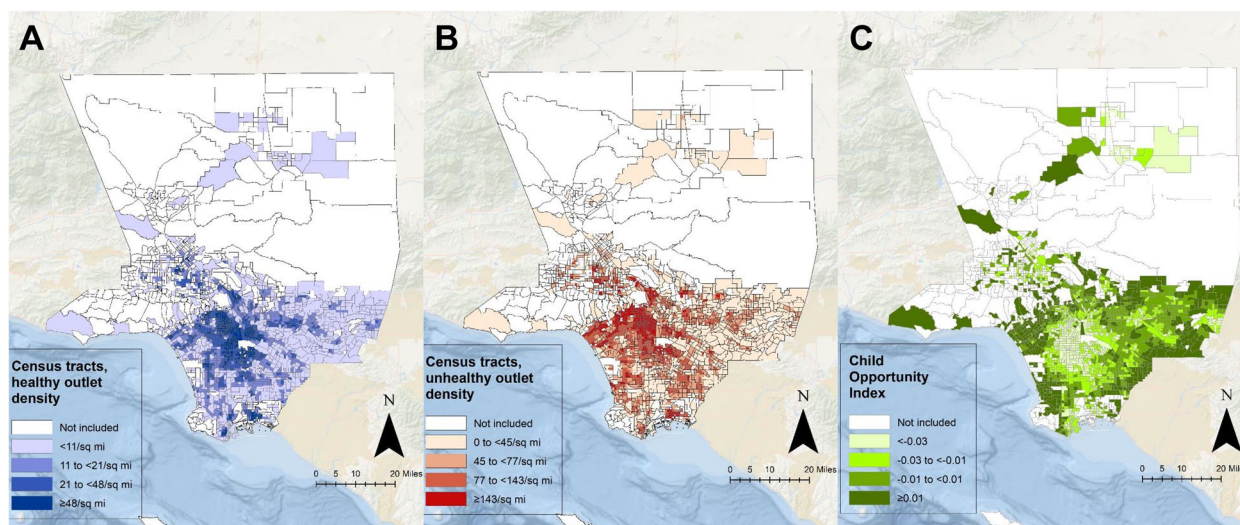 A
Census tracts,
healthy outlet
density
Not included
<11/sq mi
11 to <21/sq mi
21 to <48/sq mi
≥48/sq mi
N
0 5 10 20 Miles
B
Census tracts,
unhealthy outlet
density
Not included
0 to <45/sq mi
45 to <77/sq mi
77 to <143/sq mi
≥143/sq mi
N
0 5 10 20 Miles
C
Child
Opportunity
Index
Not included
<-0.03
-0.03 to <-0.01
-0.01 to <0.01
≥0.01
N
0 5 10 20 Miles